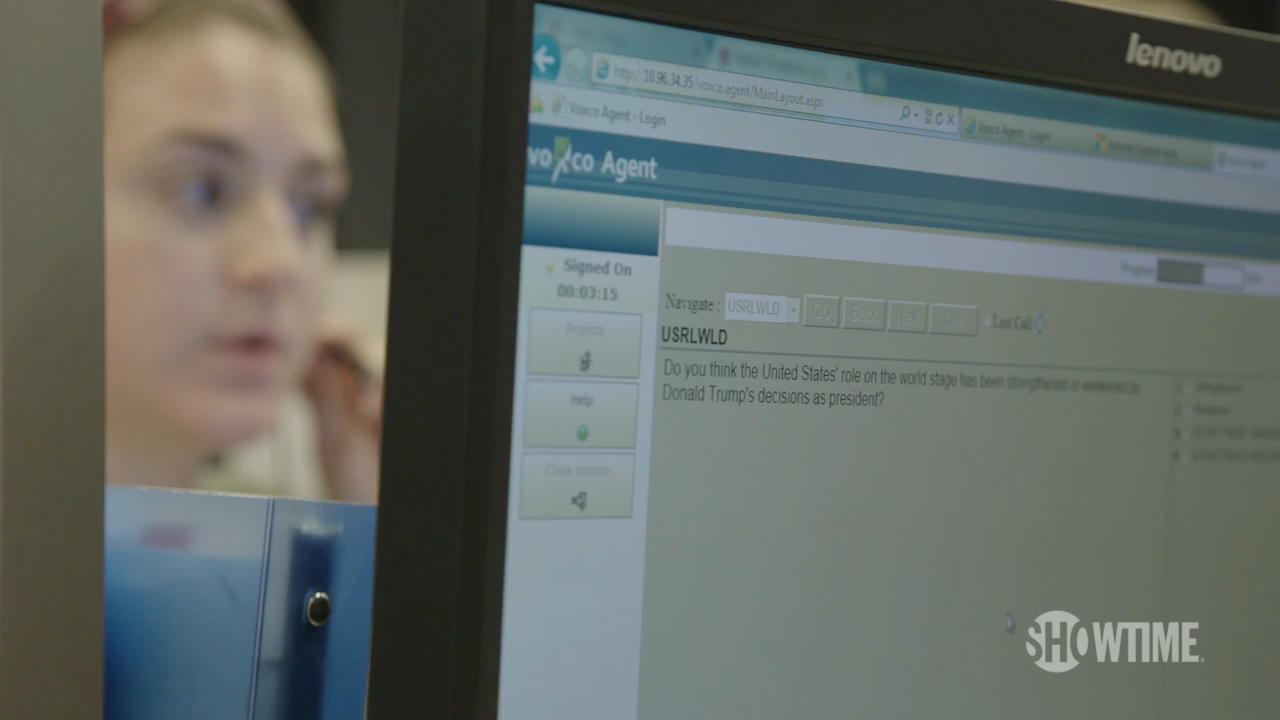 lenovo
http://10.96.34.35/voxco.agent/MainLayout.aspx
Voxco Agent - Login
Voxco Agent - Login
voxco Agent
Signed On
00:03:15
Projects
Help
Close session
Navigate : USRLWLD GO Back Next Last Call
USRLWLD
Do you think the United States' role on the world stage has been strengthened or weakened by
Donald Trump's decisions as president?
SHOWTIME